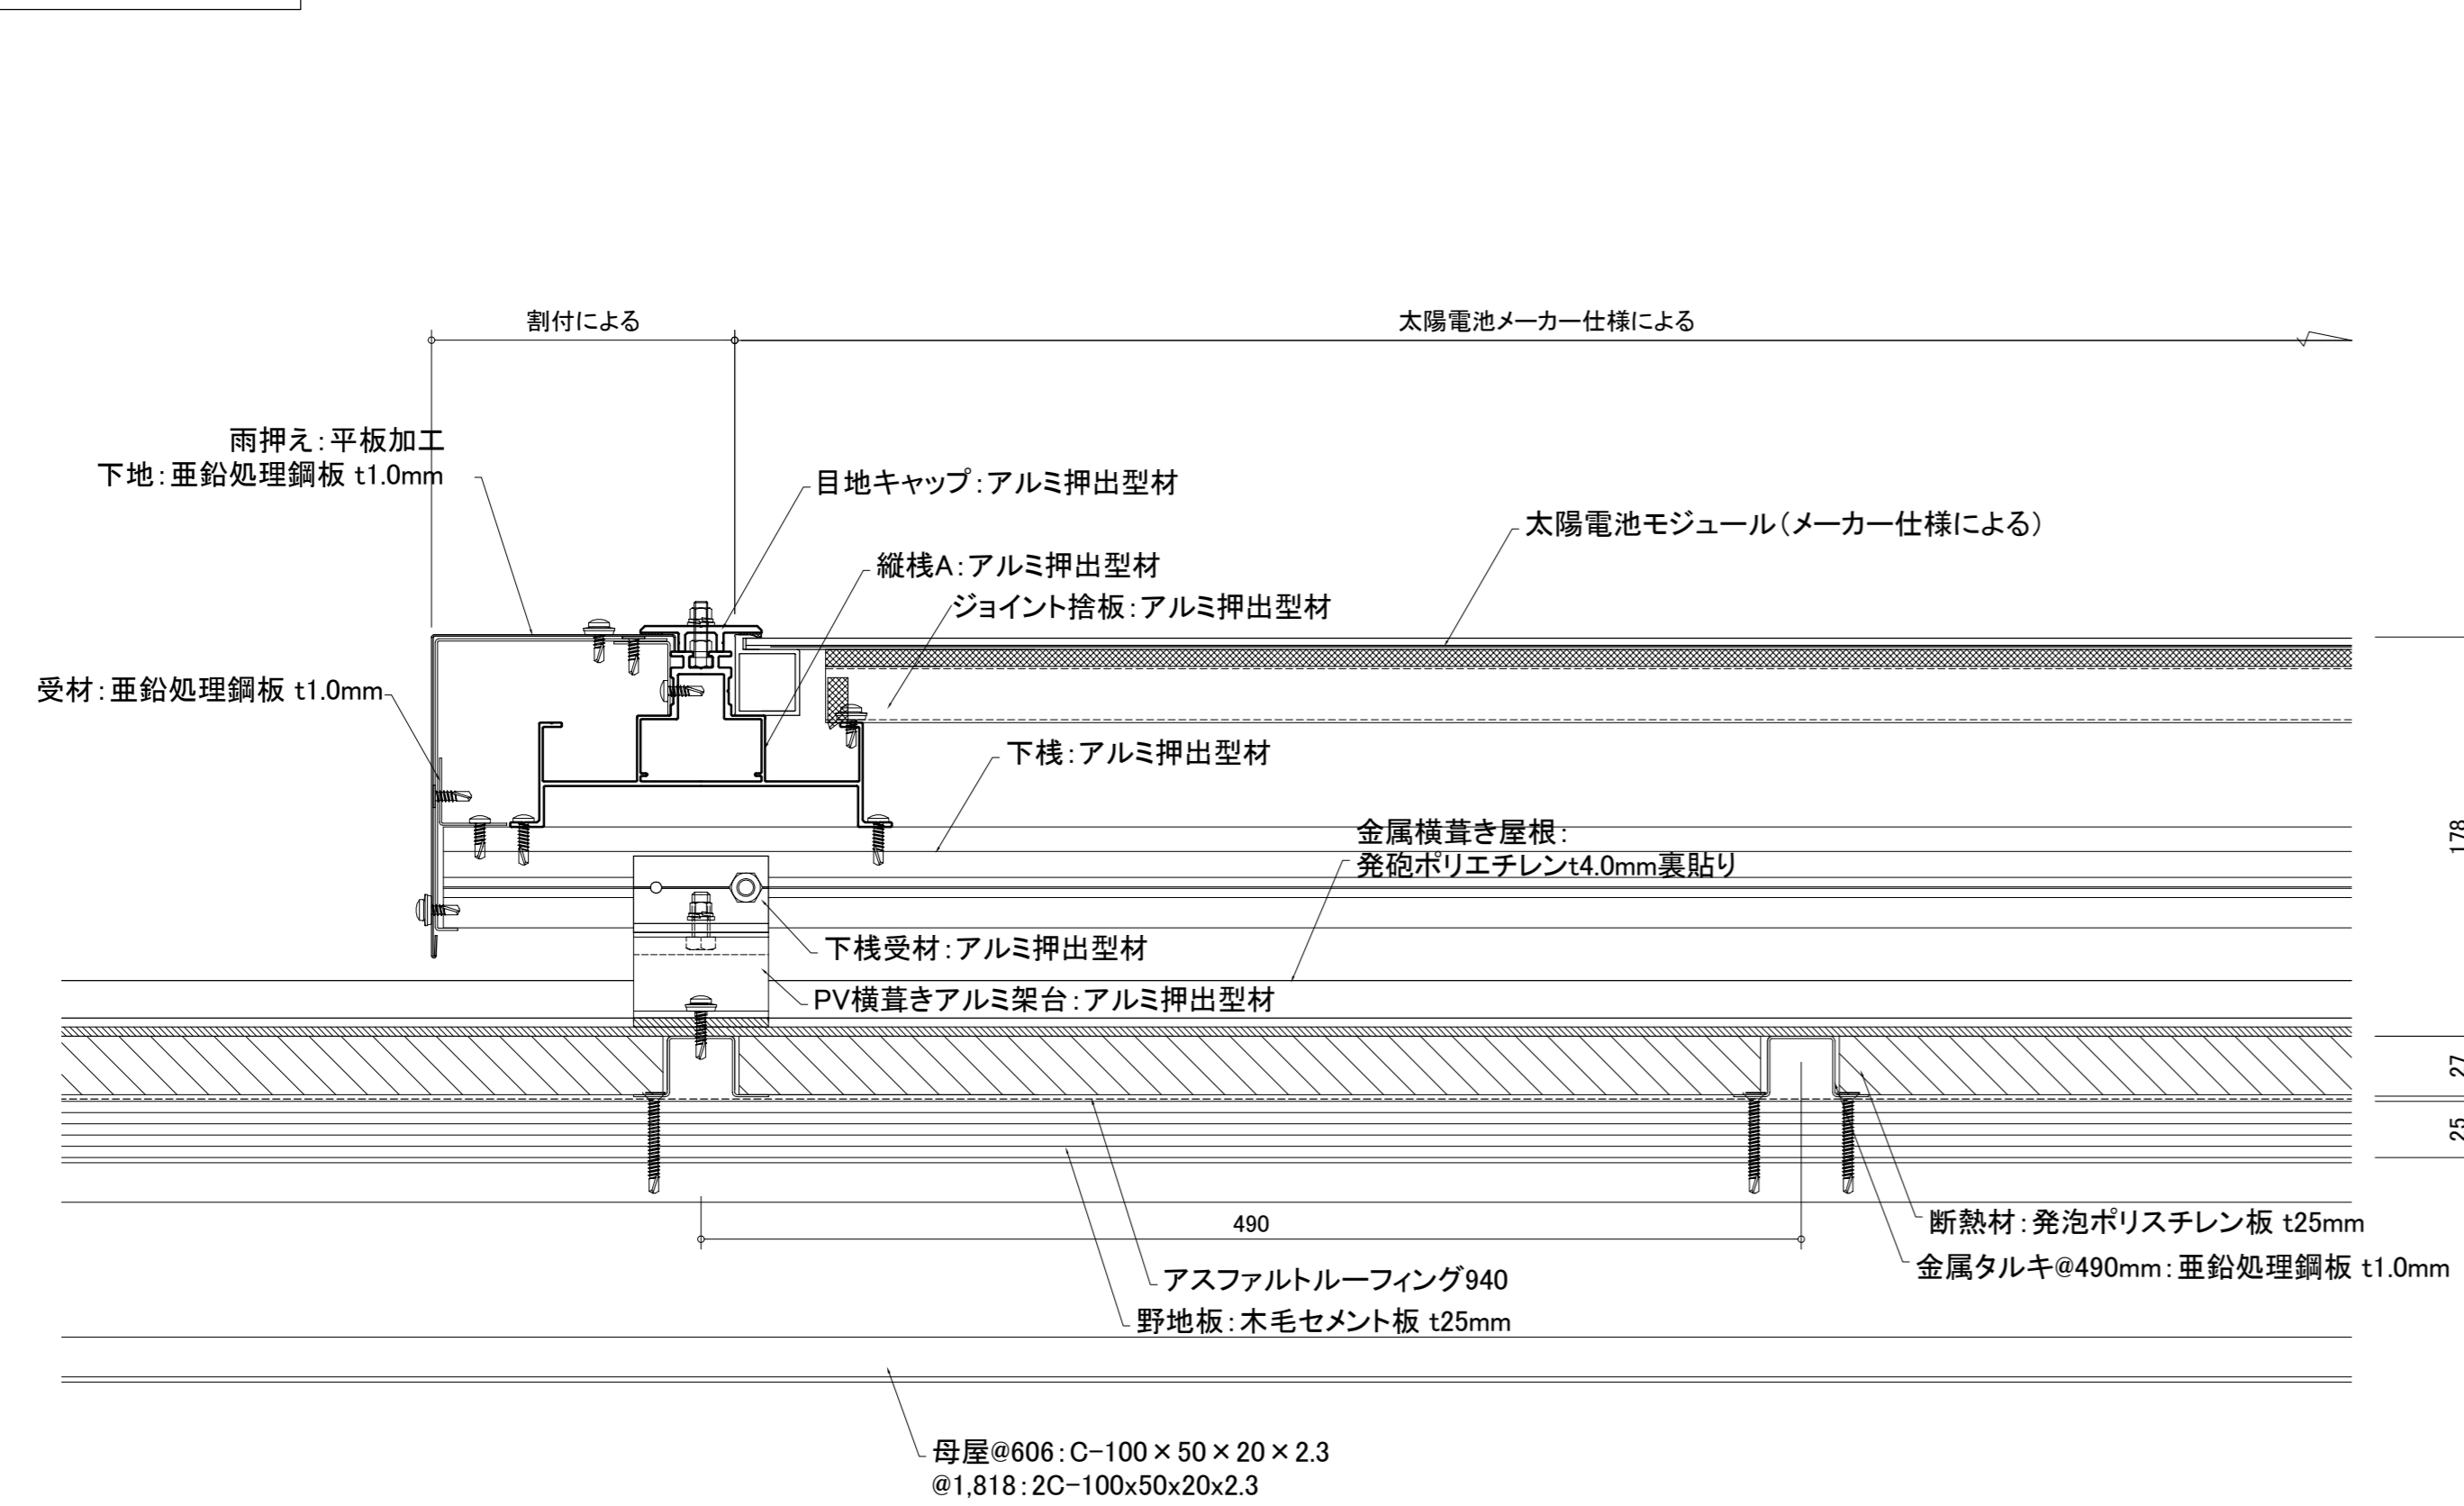 割付による
太陽電池メーカー仕様による
雨押え:平板加工
下地:亜鉛処理鋼板 t1.0mm
目地キャップ:アルミ押出型材
太陽電池モジュール(メーカー仕様による)
縦桟A:アルミ押出型材
ジョイント捨板:アルミ押出型材
受材:亜鉛処理鋼板 t1.0mm
下桟:アルミ押出型材
金属横葺き屋根:
発砲ポリエチレンt4.0mm裏貼り
178
下桟受材:アルミ押出型材
PV横葺きアルミ架台:アルミ押出型材
27
25
490
断熱材:発泡ポリスチレン板 t25mm
金属タルキ@490mm:亜鉛処理鋼板 t1.0mm
アスファルトルーフィング940
野地板:木毛セメント板 t25mm
母屋@606:C-100×50×20×2.3
@1,818:2C-100x50x20x2.3